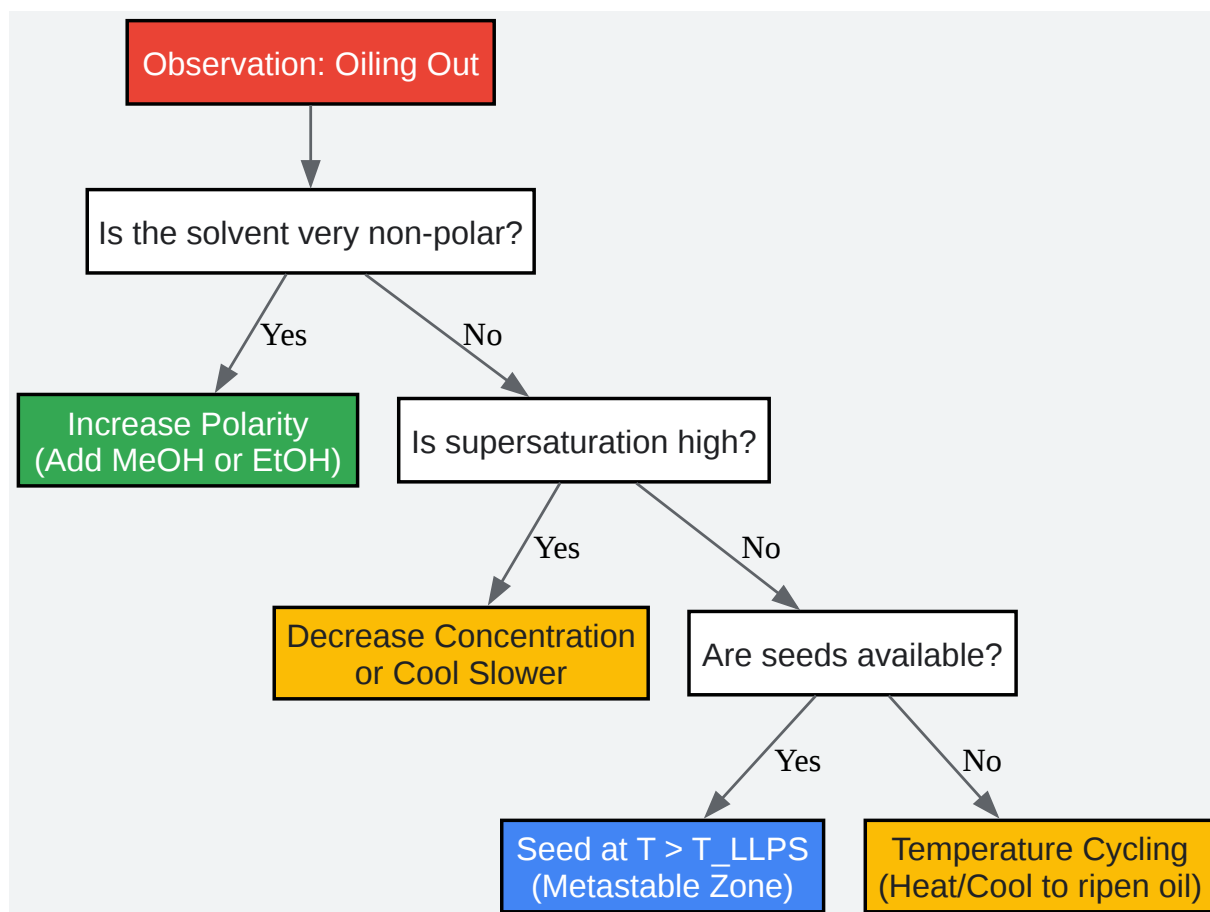 Observation: Oiling Out
Is the solvent very non-polar?
Yes
No
Increase Polarity
(Add MeOH or EtOH)
Is supersaturation high?
Yes
No
Decrease Concentration
or Cool Slower
Are seeds available?
Yes
No
Seed at T > T_LLPS
(Metastable Zone)
Temperature Cycling
(Heat/Cool to ripen oil)